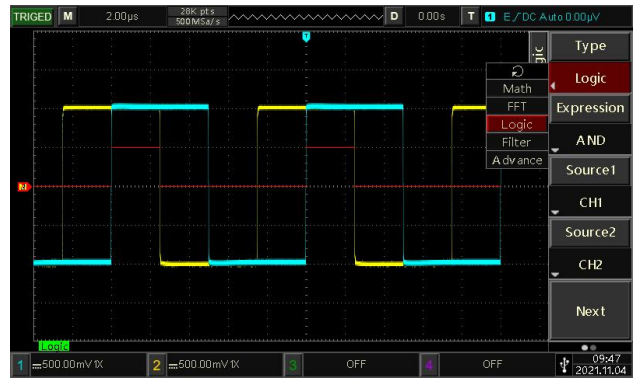 TRIGED M 2.00μs 28K pts D 0.00s T 1 E DC Auto 0.00μV
500MSa/s
Type
Logic
Math
FFT
Logic
Filter
Advance
Expression
AND
Source1
CH1
Source2
CH2
Next
Logic
1 500.00mV 1X 2 500.00mV 1X 3 OFF 4 OFF
09:47
2021.11.04